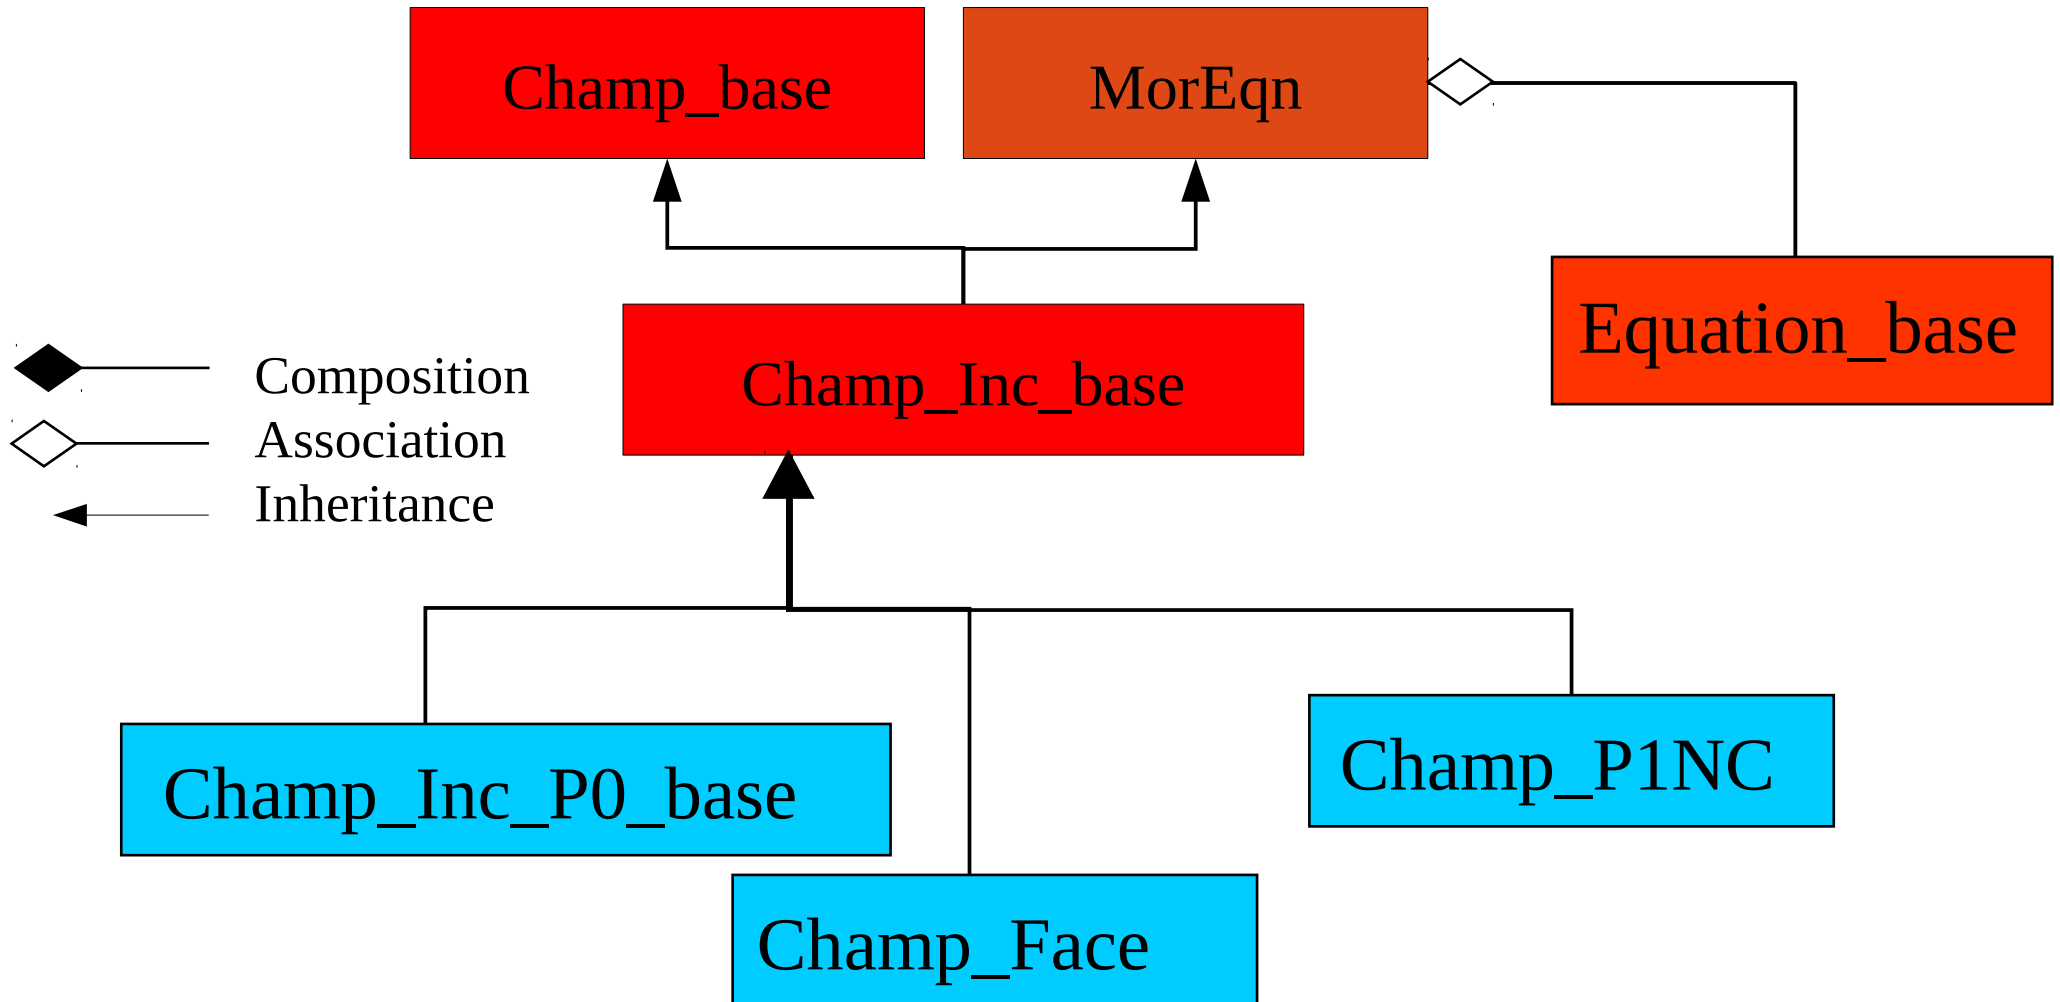 Champ_base
MorEqn
Equation_base
Champ_Inc_base
Composition
Association
Inheritance
Champ_Inc_P0_base
Champ_P1NC
Champ_Face